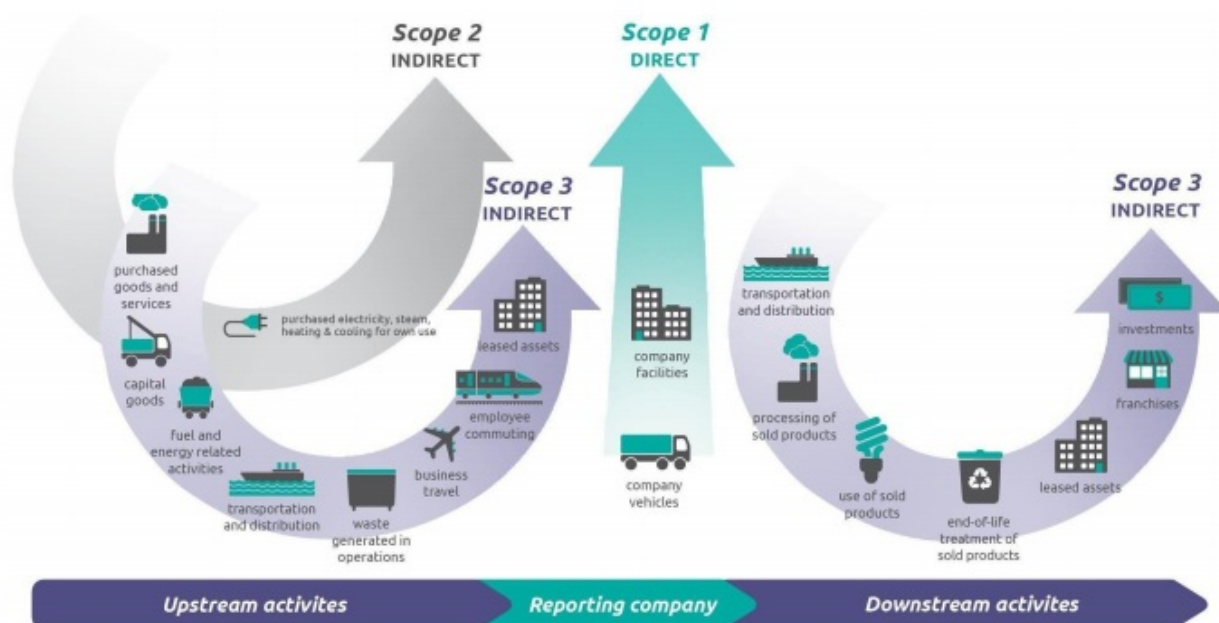 Scope 2
INDIRECT
Scope 1
DIRECT
Scope 3
INDIRECT
Scope 3
INDIRECT
purchased
goods and
services
capital
goods
fuel and
energy related
activities
transportation
and distribution
waste
generated in
operations
business
travel
employee
commuting
leased assets
purchased electricity, steam,
heating & cooling for own use
company
facilities
company
vehicles
transportation
and distribution
processing of
sold products
use of sold
products
end-of-life
treatment of
sold products
leased assets
franchises
$
investments
Upstream activites
Reporting company
Downstream activites